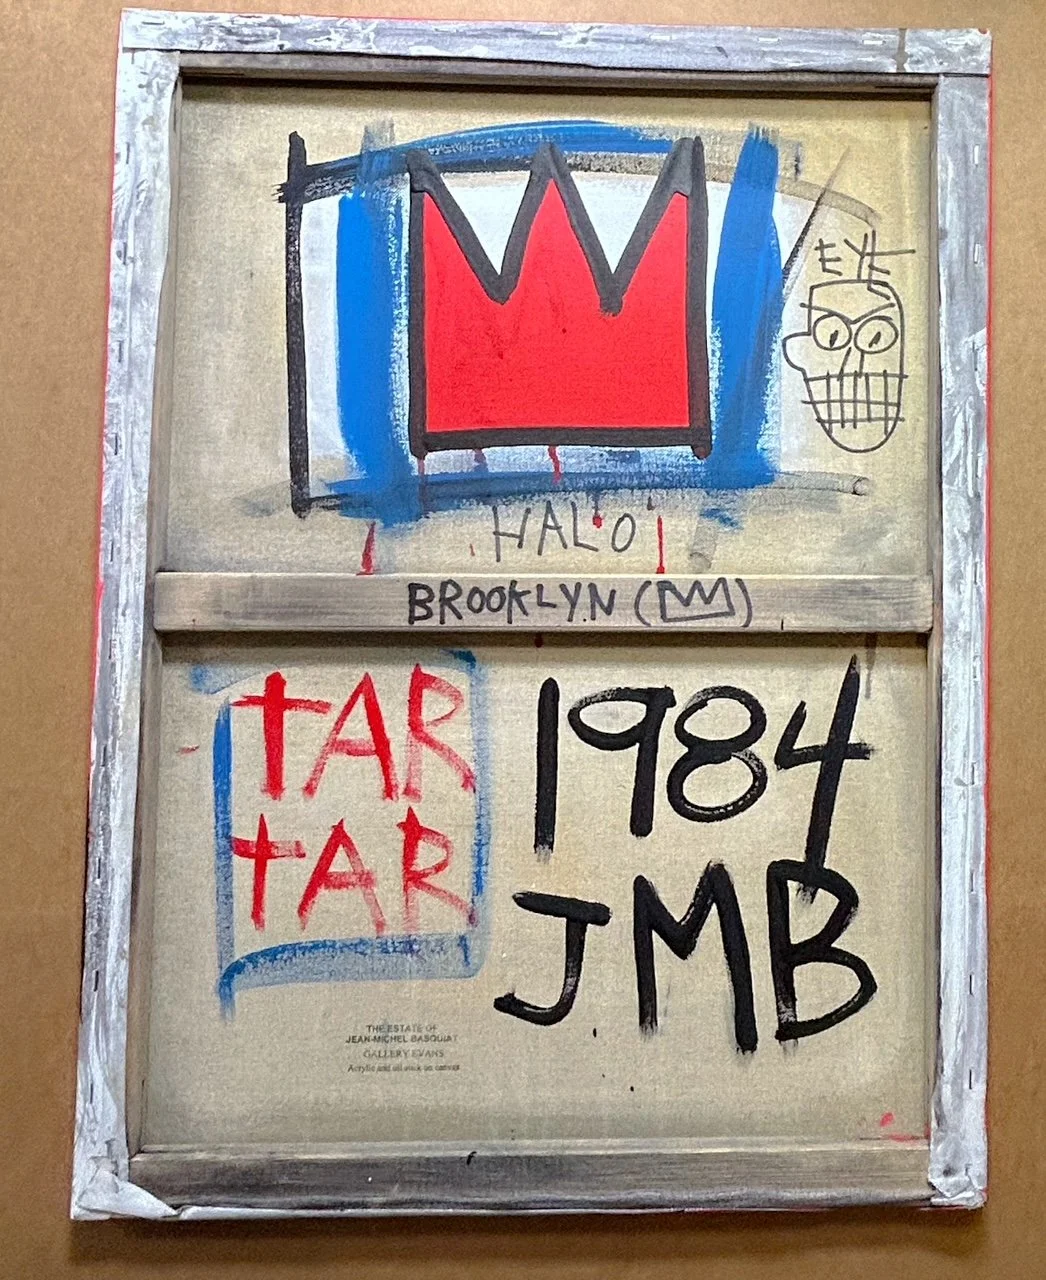 EYE
HALO
BROOKLYN ( )
TAR
TAR
1984
JMB
THE ESTATE OF
JEAN-MICHEL BASQUIAT
GALLERY EVANS
Acrylic and oil stick on canvas